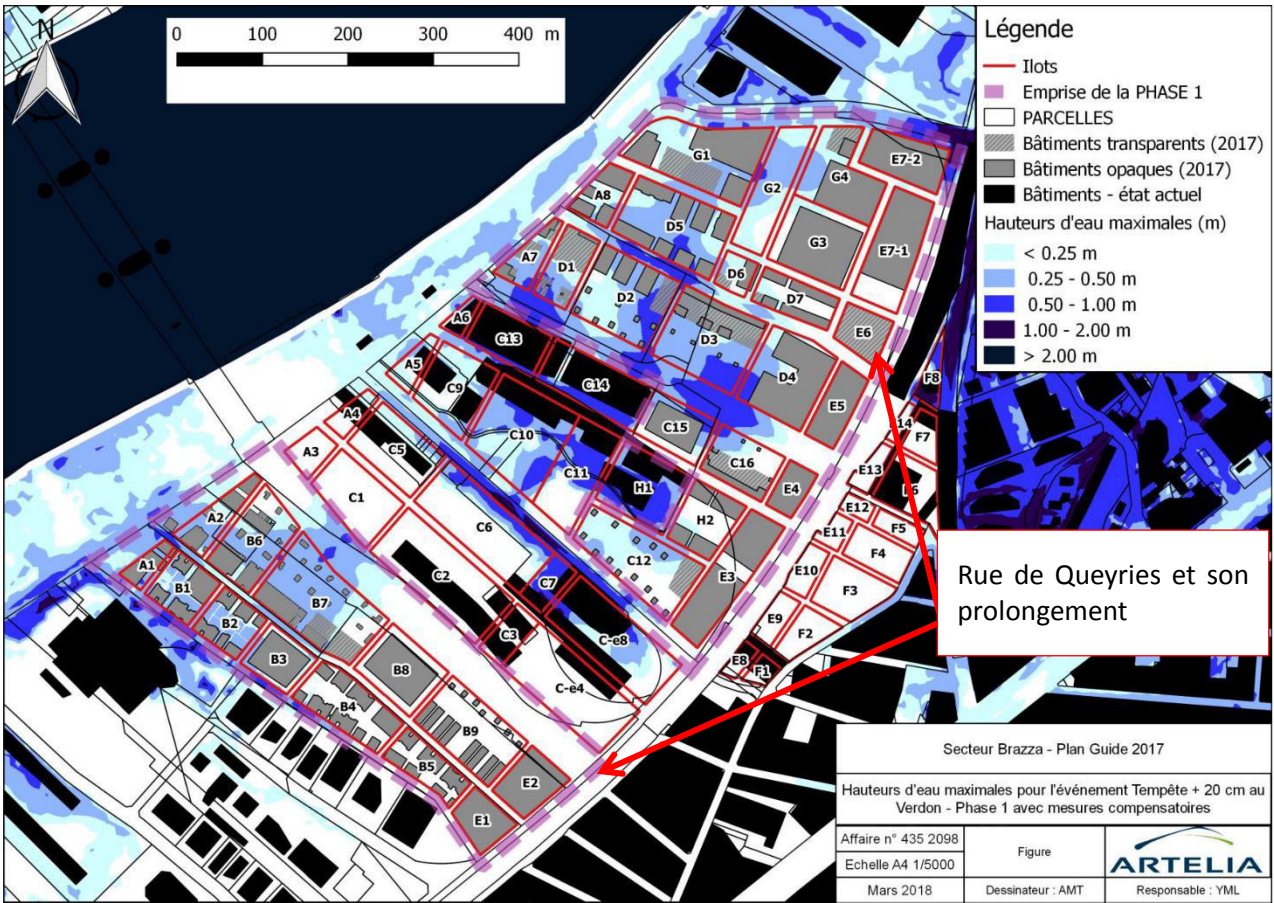 N
0 100 200 300 400 m
Légende
Ilots
Emprise de la PHASE 1
PARCELLES
Bâtiments transparents (2017)
Bâtiments opaques (2017)
Bâtiments - état actuel
Hauteurs d'eau maximales (m)
< 0.25 m
0.25 - 0.50 m
0.50 - 1.00 m
1.00 - 2.00 m
> 2.00 m
G1
G2
G4
E7-2
A8
D5
G3
E7-1
A7
D1
D2
D6
D7
E6
A6
C13
D3
D4
F8
A5
C9
C14
E5
A4
C5
C10
C15
14
F7
A3
C11
C16
E13
C1
H1
E4
E12
F5
A2
B6
C6
H2
E11
F4
A1
B1
B7
C2
C7
C12
E3
E10
F3
B2
C3
C-e8
E9
F2
B3
B8
C-e4
E8
F1
B4
B9
B5
E2
E1
Rue de Queyries et son
prolongement
Secteur Brazza - Plan Guide 2017
Hauteurs d'eau maximales pour l'événement Tempête + 20 cm au
Verdon - Phase 1 avec mesures compensatoires
Affaire n° 435 2098
Echelle A4 1/5000
Mars 2018
Figure
Dessinateur : AMT
ARTELIA
Responsable : YML